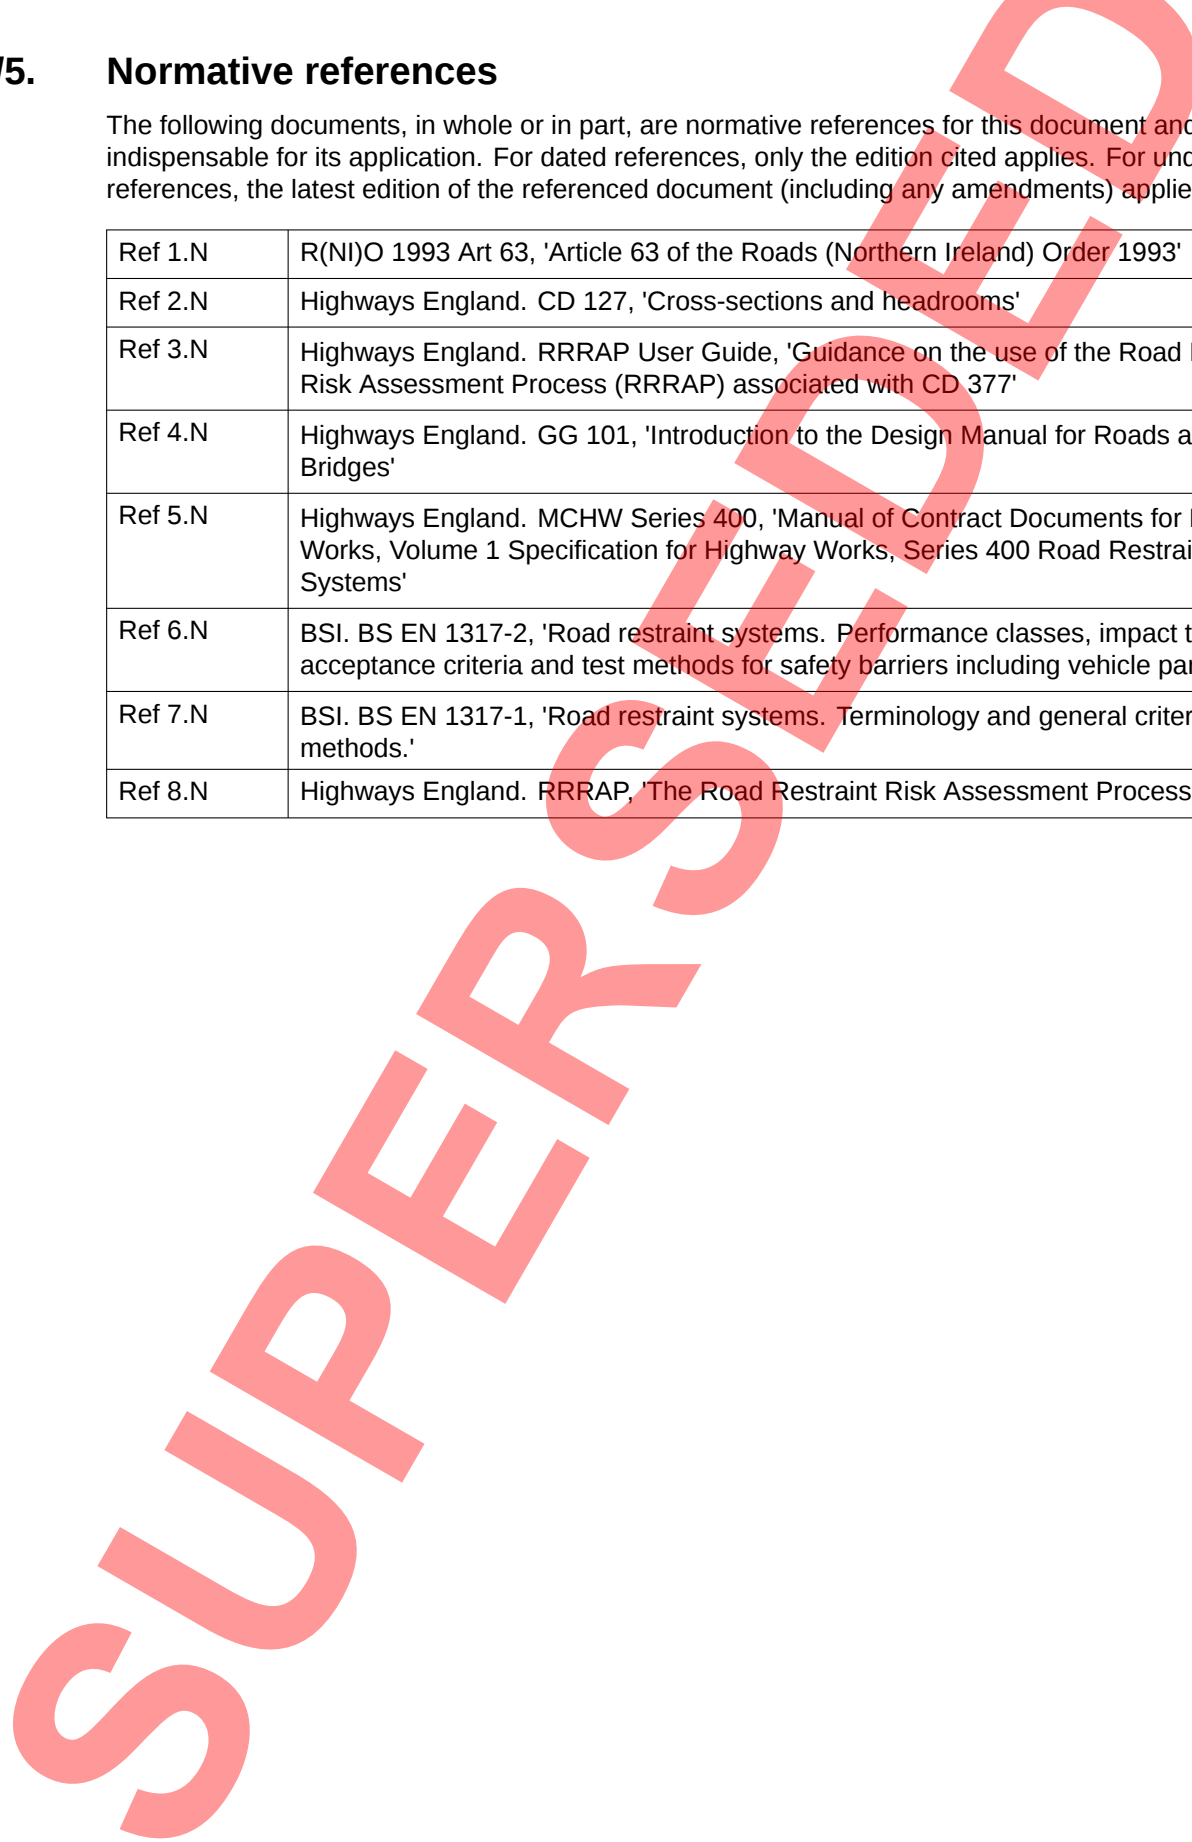 /5. Normative references
The following documents, in whole or in part, are normative references for this document and
indispensable for its application. For dated references, only the edition cited applies. For und
references, the latest edition of the referenced document (including any amendments) applie
Ref 1.N R(NI)O 1993 Art 63, 'Article 63 of the Roads (Northern Ireland) Order 1993'
Ref 2.N Highways England. CD 127, 'Cross-sections and headrooms'
Ref 3.N Highways England. RRRAP User Guide, 'Guidance on the use of the Road
Risk Assessment Process (RRRAP) associated with CD 377'
Ref 4.N Highways England. GG 101, 'Introduction to the Design Manual for Roads a
Bridges'
Ref 5.N Highways England. MCHW Series 400, 'Manual of Contract Documents for
Works, Volume 1 Specification for Highway Works, Series 400 Road Restrai
Systems'
Ref 6.N BSI. BS EN 1317-2, 'Road restraint systems. Performance classes, impact t
acceptance criteria and test methods for safety barriers including vehicle par
Ref 7.N BSI. BS EN 1317-1, 'Road restraint systems. Terminology and general criter
methods.'
Ref 8.N Highways England. RRRAP, 'The Road Restraint Risk Assessment Process
SUPERSEDED